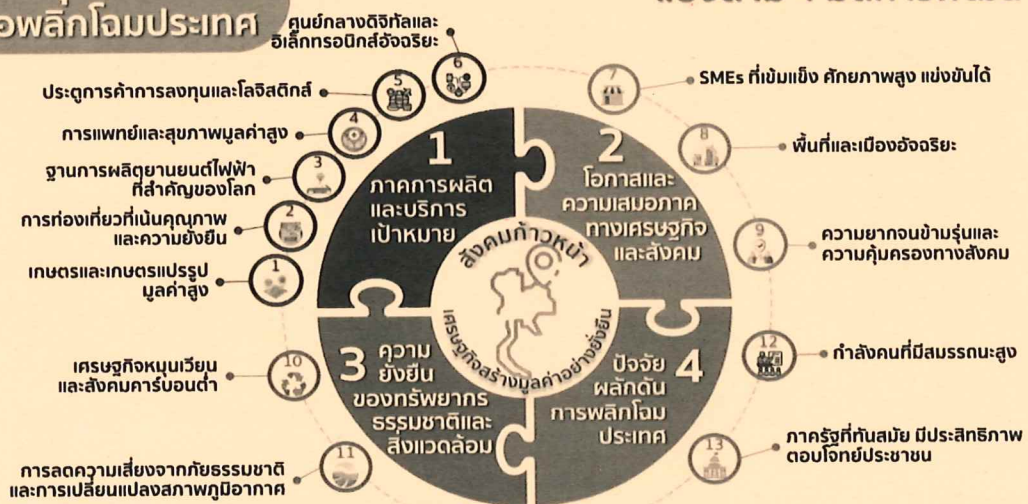 พลิกโฉมประเทศ
ศูนย์กลางดิจิทัลและ
อิเล็กทรอนิกส์อัจฉริยะ
6
5
ประตูการค้าการลงทุนและโลจิสติกส์
4
การแพทย์และสุขภาพมูลค่าสูง
3
ฐานการผลิตยานยนต์ไฟฟ้า
ที่สำคัญของโลก
2
การท่องเที่ยวที่เน้นคุณภาพ
และความยั่งยืน
1
เกษตรและเกษตรแปรรูป
มูลค่าสูง
1
ภาคการผลิต
และบริการ
เป้าหมาย
2
โอกาสและ
ความเสมอภาค
ทางเศรษฐกิจ
และสังคม
7
SMEs ที่เข้มแข็ง ศักยภาพสูง แข่งขันได้
8
พื้นที่และเมืองอัจฉริยะ
9
ความยากจนข้ามรุ่นและ
ความคุ้มครองทางสังคม
สังคมก้าวหน้า
เศรษฐกิจสร้างมูลค่าอย่างยั่งยืน
10
เศรษฐกิจหมุนเวียน
และสังคมคาร์บอนต่ำ
11
การลดความเสี่ยงจากภัยธรรมชาติ
และการเปลี่ยนแปลงสภาพภูมิอากาศ
3
ความ
ยั่งยืน
ของทรัพยากร
ธรรมชาติและ
สิ่งแวดล้อม
4
ปัจจัย
ผลักดัน
การพลิกโฉม
ประเทศ
12
กำลังคนที่มีสมรรถนะสูง
13
ภาครัฐที่ทันสมัย มีประสิทธิภาพ
ตอบโจทย์ประชาชน